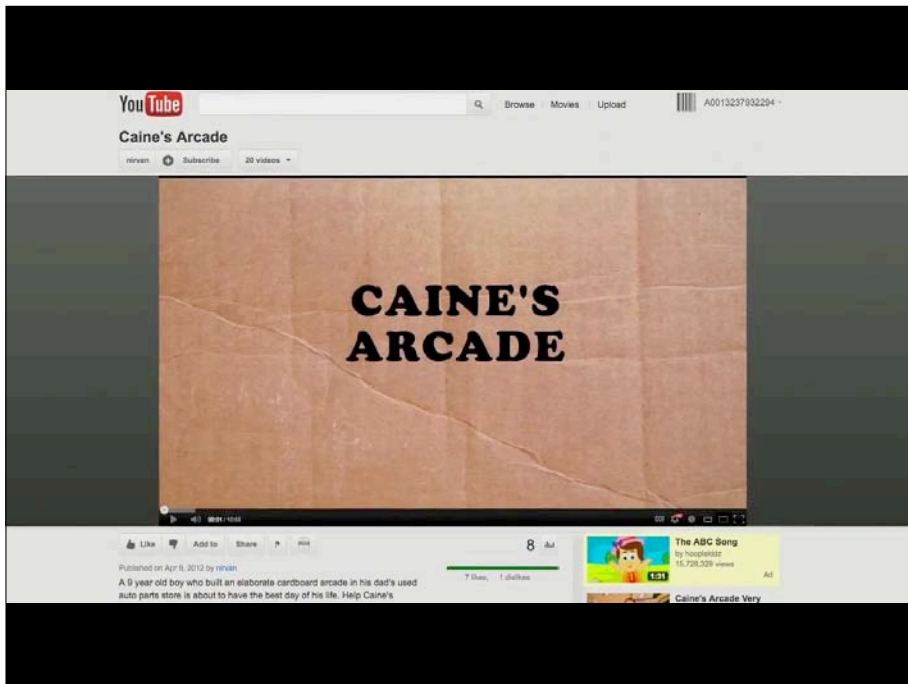 YouTube
Browse Movies Upload A0013237932294
Caine's Arcade
nirvan Subscribe 20 videos
CAINE'S
ARCADE
Like Add to Share
8
Published on Apr 9, 2012 by nirvan
7 likes, 1 dislikes
A 9 year old boy who built an elaborate cardboard arcade in his dad's used
auto parts store is about to have the best day of his life. Help Caine's
The ABC Song
by hooplakidz
15,728,329 views
Ad
1:31
Caine's Arcade Very